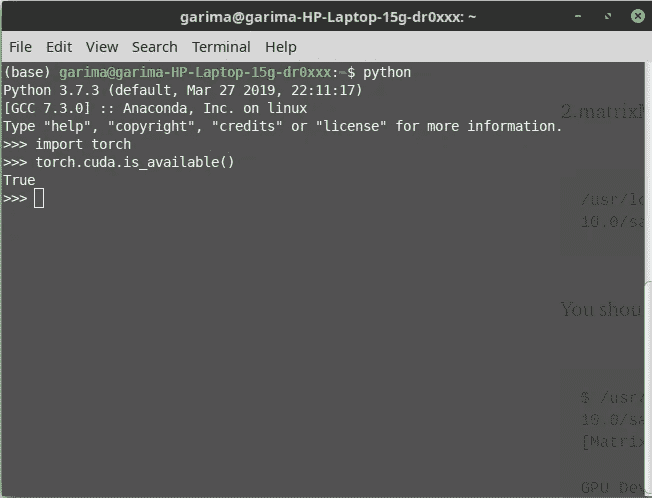 garima@garima-HP-Laptop-15g-dr0xxx: ~
File Edit View Search Terminal Help
(base) garima@garima-HP-Laptop-15g-dr0xxx:~$ python
Python 3.7.3 (default, Mar 27 2019, 22:11:17)
[GCC 7.3.0] :: Anaconda, Inc. on linux
Type "help", "copyright", "credits" or "license" for more information.
>>> import torch
>>> torch.cuda.is_available()
True
>>>
2.matrixM
/usr/lo
10.0/sa
You shou
$ /usr/
10.0/sa
[Matrix
GPU Dev